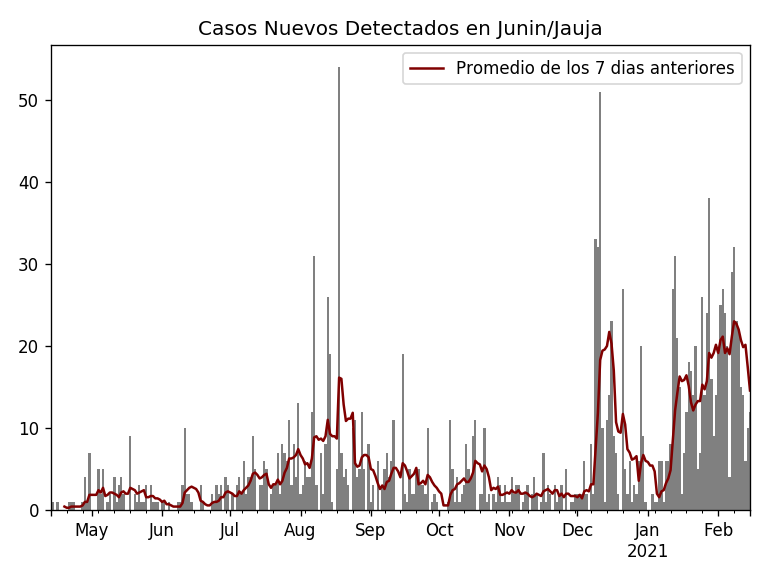 Casos Nuevos Detectados en Junin/Jauja
Promedio de los 7 dias anteriores
50
40
30
20
10
0
May Jun Jul Aug Sep Oct Nov Dec Jan Feb
2021